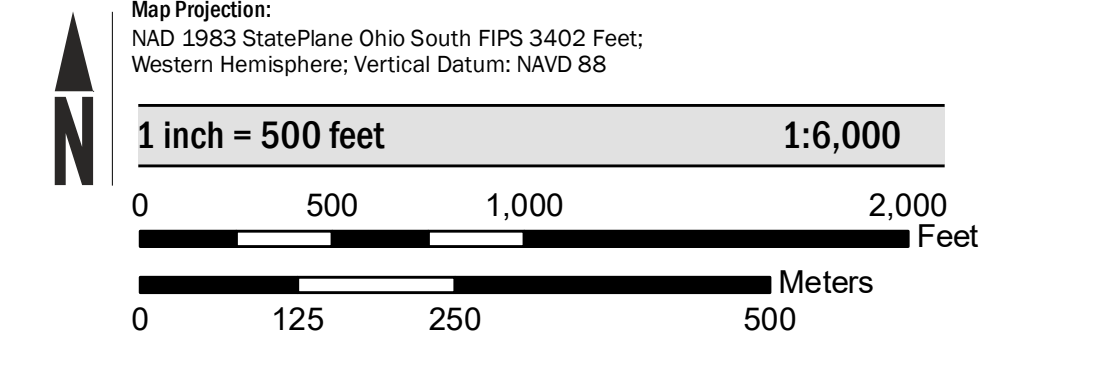 Map Projection:
NAD 1983 StatePlane Ohio South FIPS 3402 Feet;
Western Hemisphere; Vertical Datum: NAVD 88
N
1 inch = 500 feet 1:6,000
0 500 1,000 2,000
Feet
Meters
0 125 250 500